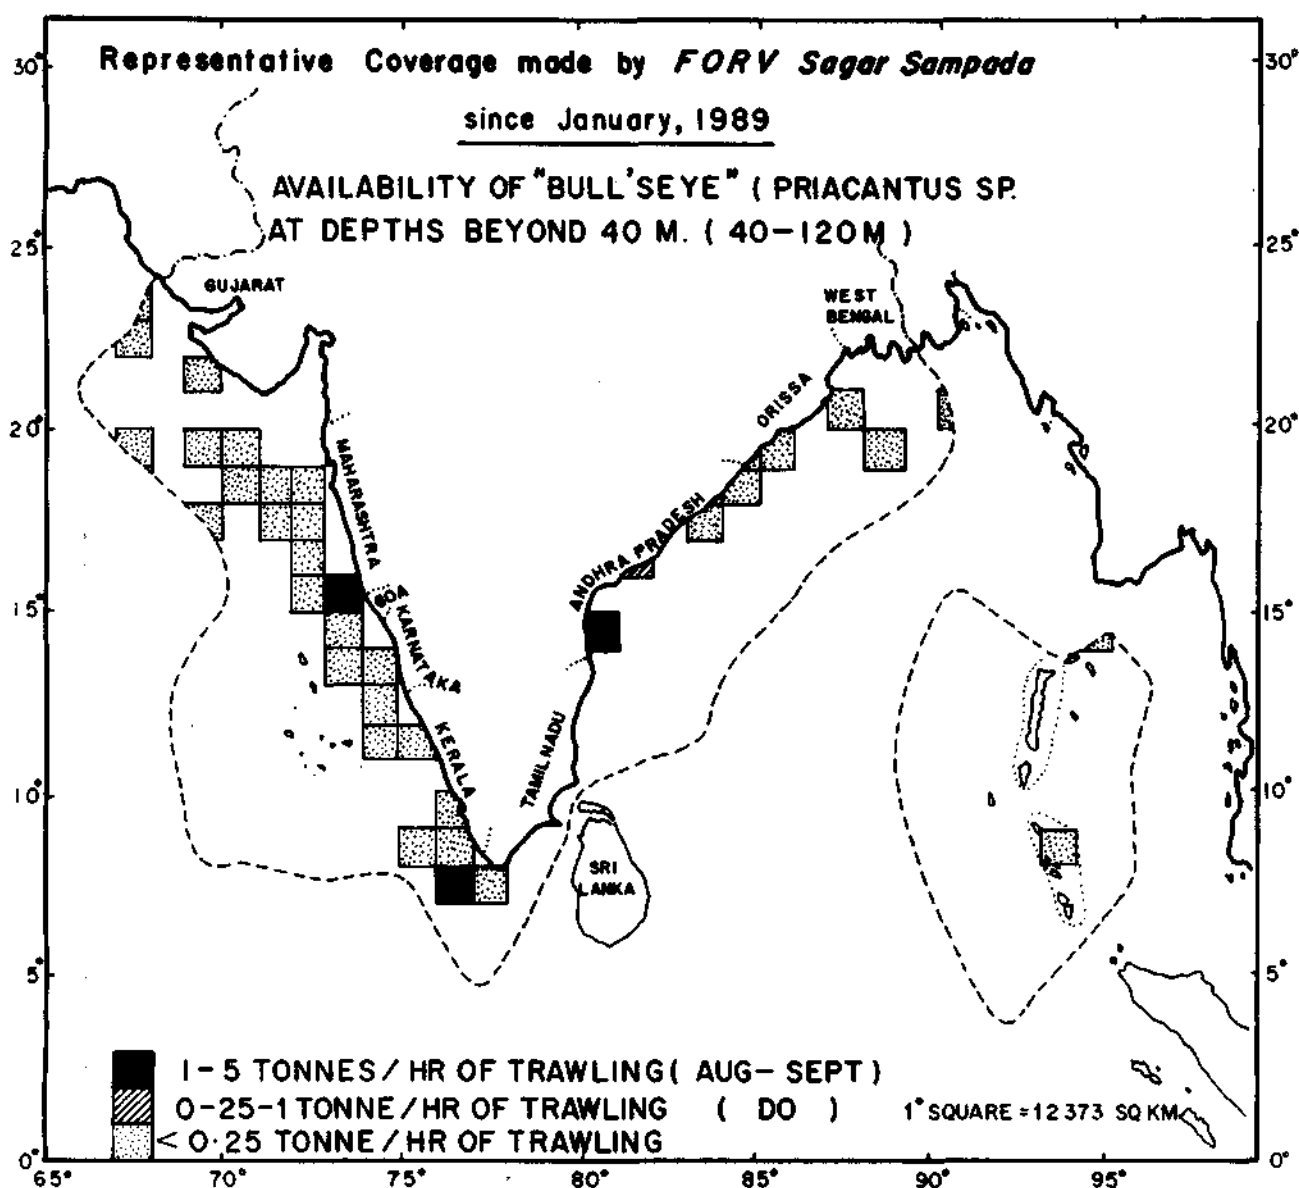 Representative Coverage made by FORV Sagar Sampada
since January, 1989
AVAILABILITY OF "BULL'SEYE" ( PRIACANTUS SP.
AT DEPTHS BEYOND 40 M. ( 40-120M )
30°
30°
25°
25°
20°
20°
15°
15°
10°
10°
5°
5°
0°
0°
GUJARAT
WEST
BENGAL
ORISSA
MAHARASHTRA
ANDHRA PRADESH
GOA
KARNATAKA
KERALA
TAMILNADU
SRI
LANKA
1-5 TONNES/HR OF TRAWLING( AUG-SEPT )
0-25-1 TONNE/HR OF TRAWLING ( DO )
< 0.25 TONNE/HR OF TRAWLING
1° SQUARE = 12 373 SQ KM
65° 70° 75° 80° 85° 90° 95°